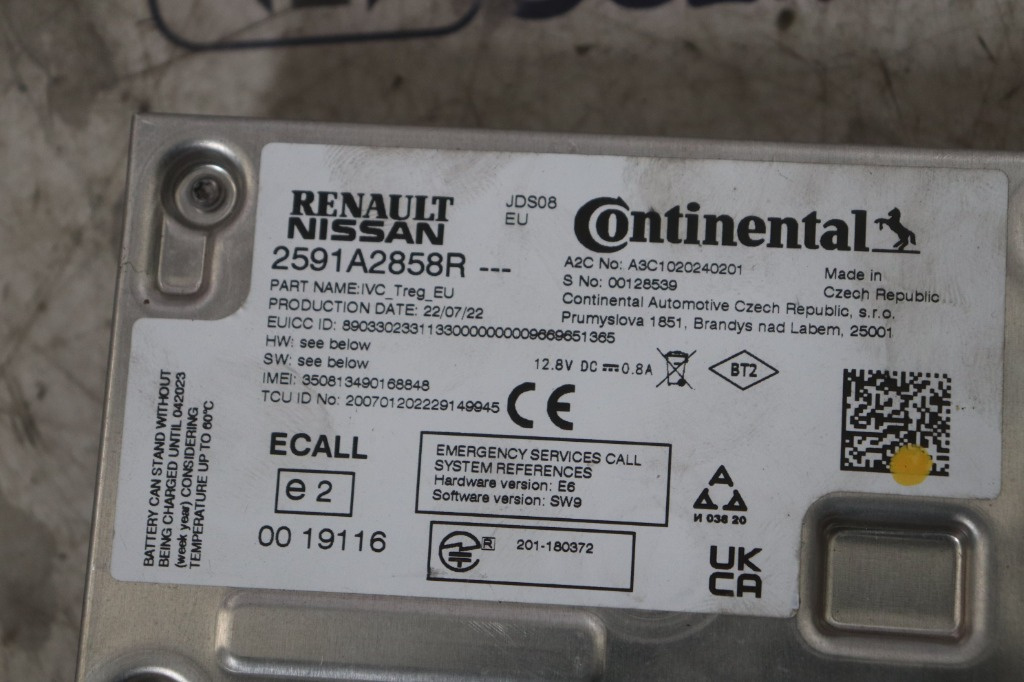 RENAULT
NISSAN
JDS08
EU
Continental
2591A2858R ---
A2C No: A3C1020240201
S No: 00128539
Made in
Czech Republic
Continental Automotive Czech Republic, s.r.o.
Prumyslova 1851, Brandys nad Labem, 25001
PART NAME:IVC_Treg_EU
PRODUCTION DATE: 22/07/22
EUICC ID: 89033023311330000000009669651365
HW: see below
SW: see below
IMEI: 350813490168848
TCU ID No: 200701202229149945
12.8V DC 0.8A
BT2
CE
BATTERY CAN STAND WITHOUT
BEING CHARGED UNTIL 042023
(week year) CONDITIONING
TEMPERATURE UP TO 60°C
ECALL
e 2
00 19116
EMERGENCY SERVICES CALL
SYSTEM REFERENCES
Hardware version: E6
Software version: SW9
R 201-180372
И 036 20
UK
CA